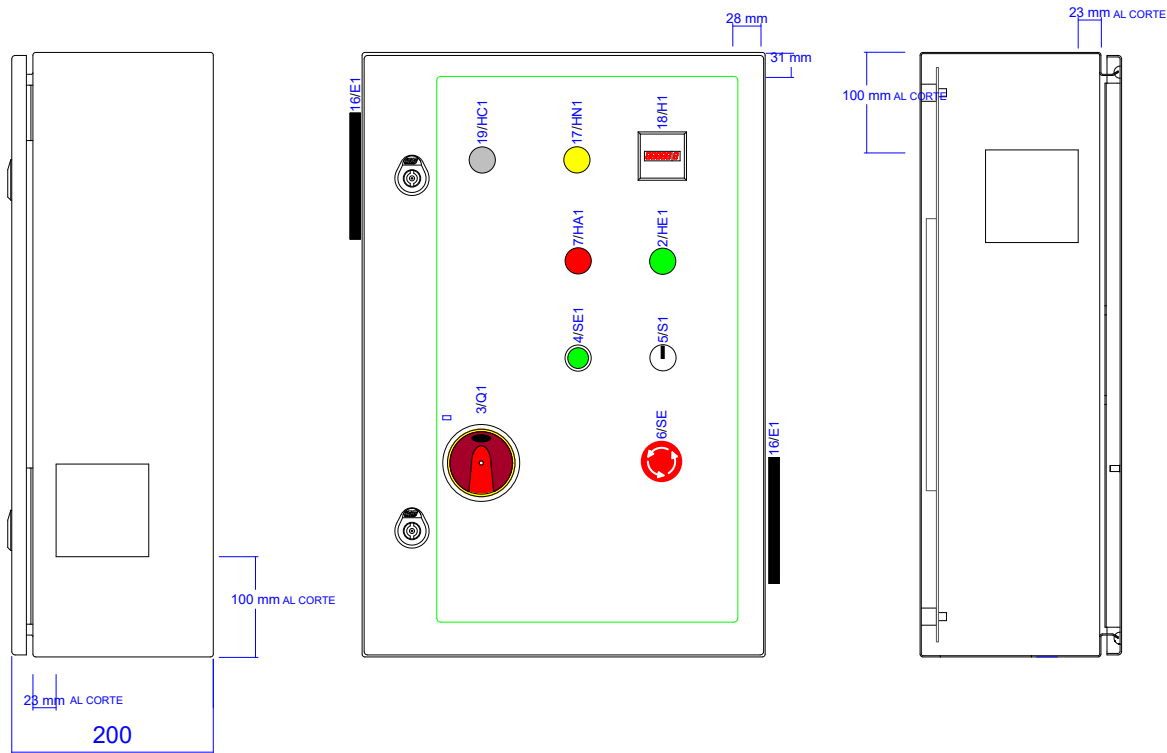 28 mm
23 mm AL CORTE
31 mm
100 mm AL CORTE
16/E1
19/HC1
17/HN1
18/H1
7/HA1
2/HE1
4/SE1
5/S1
3/Q1
6/SE
16/E1
100 mm AL CORTE
23 mm AL CORTE
200